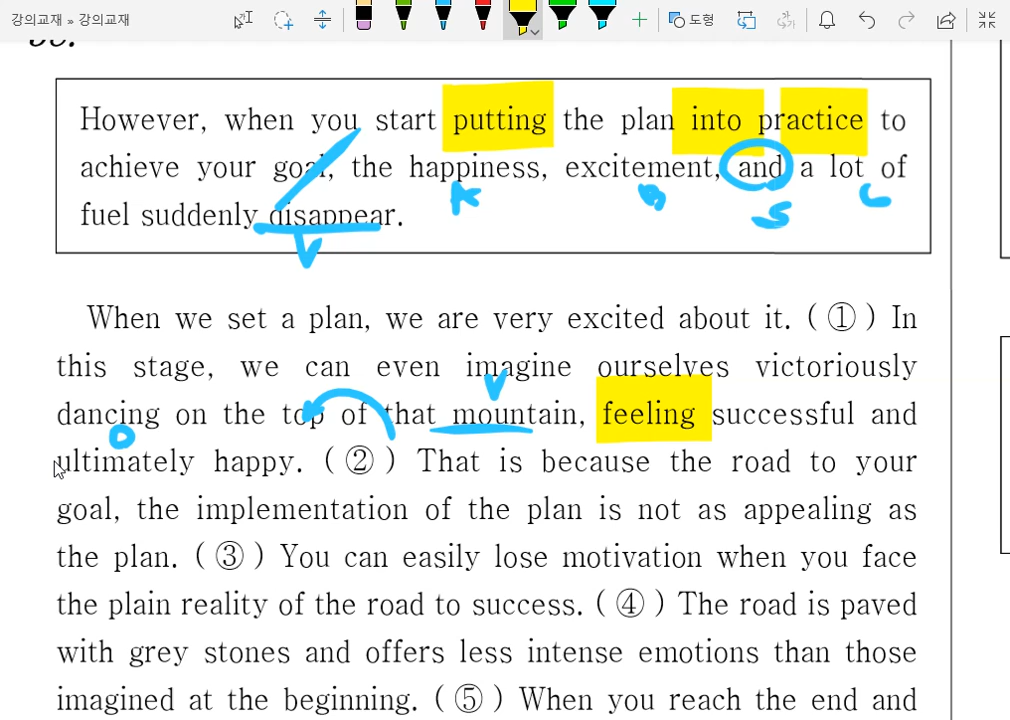 강의교재 » 강의교재
도형
가
However, when you start putting the plan into practice to
achieve your goal, the happiness, excitement, and a lot of
fuel suddenly disappear.
When we set a plan, we are very excited about it. ( ① ) In
this stage, we can even imagine ourselves victoriously
dancing on the top of that mountain, feeling successful and
ultimately happy. ( ② ) That is because the road to your
goal, the implementation of the plan is not as appealing as
the plan. ( ③ ) You can easily lose motivation when you face
the plain reality of the road to success. ( ④ ) The road is paved
with grey stones and offers less intense emotions than those
imagined at the beginning. ( ⑤ ) When you reach the end and